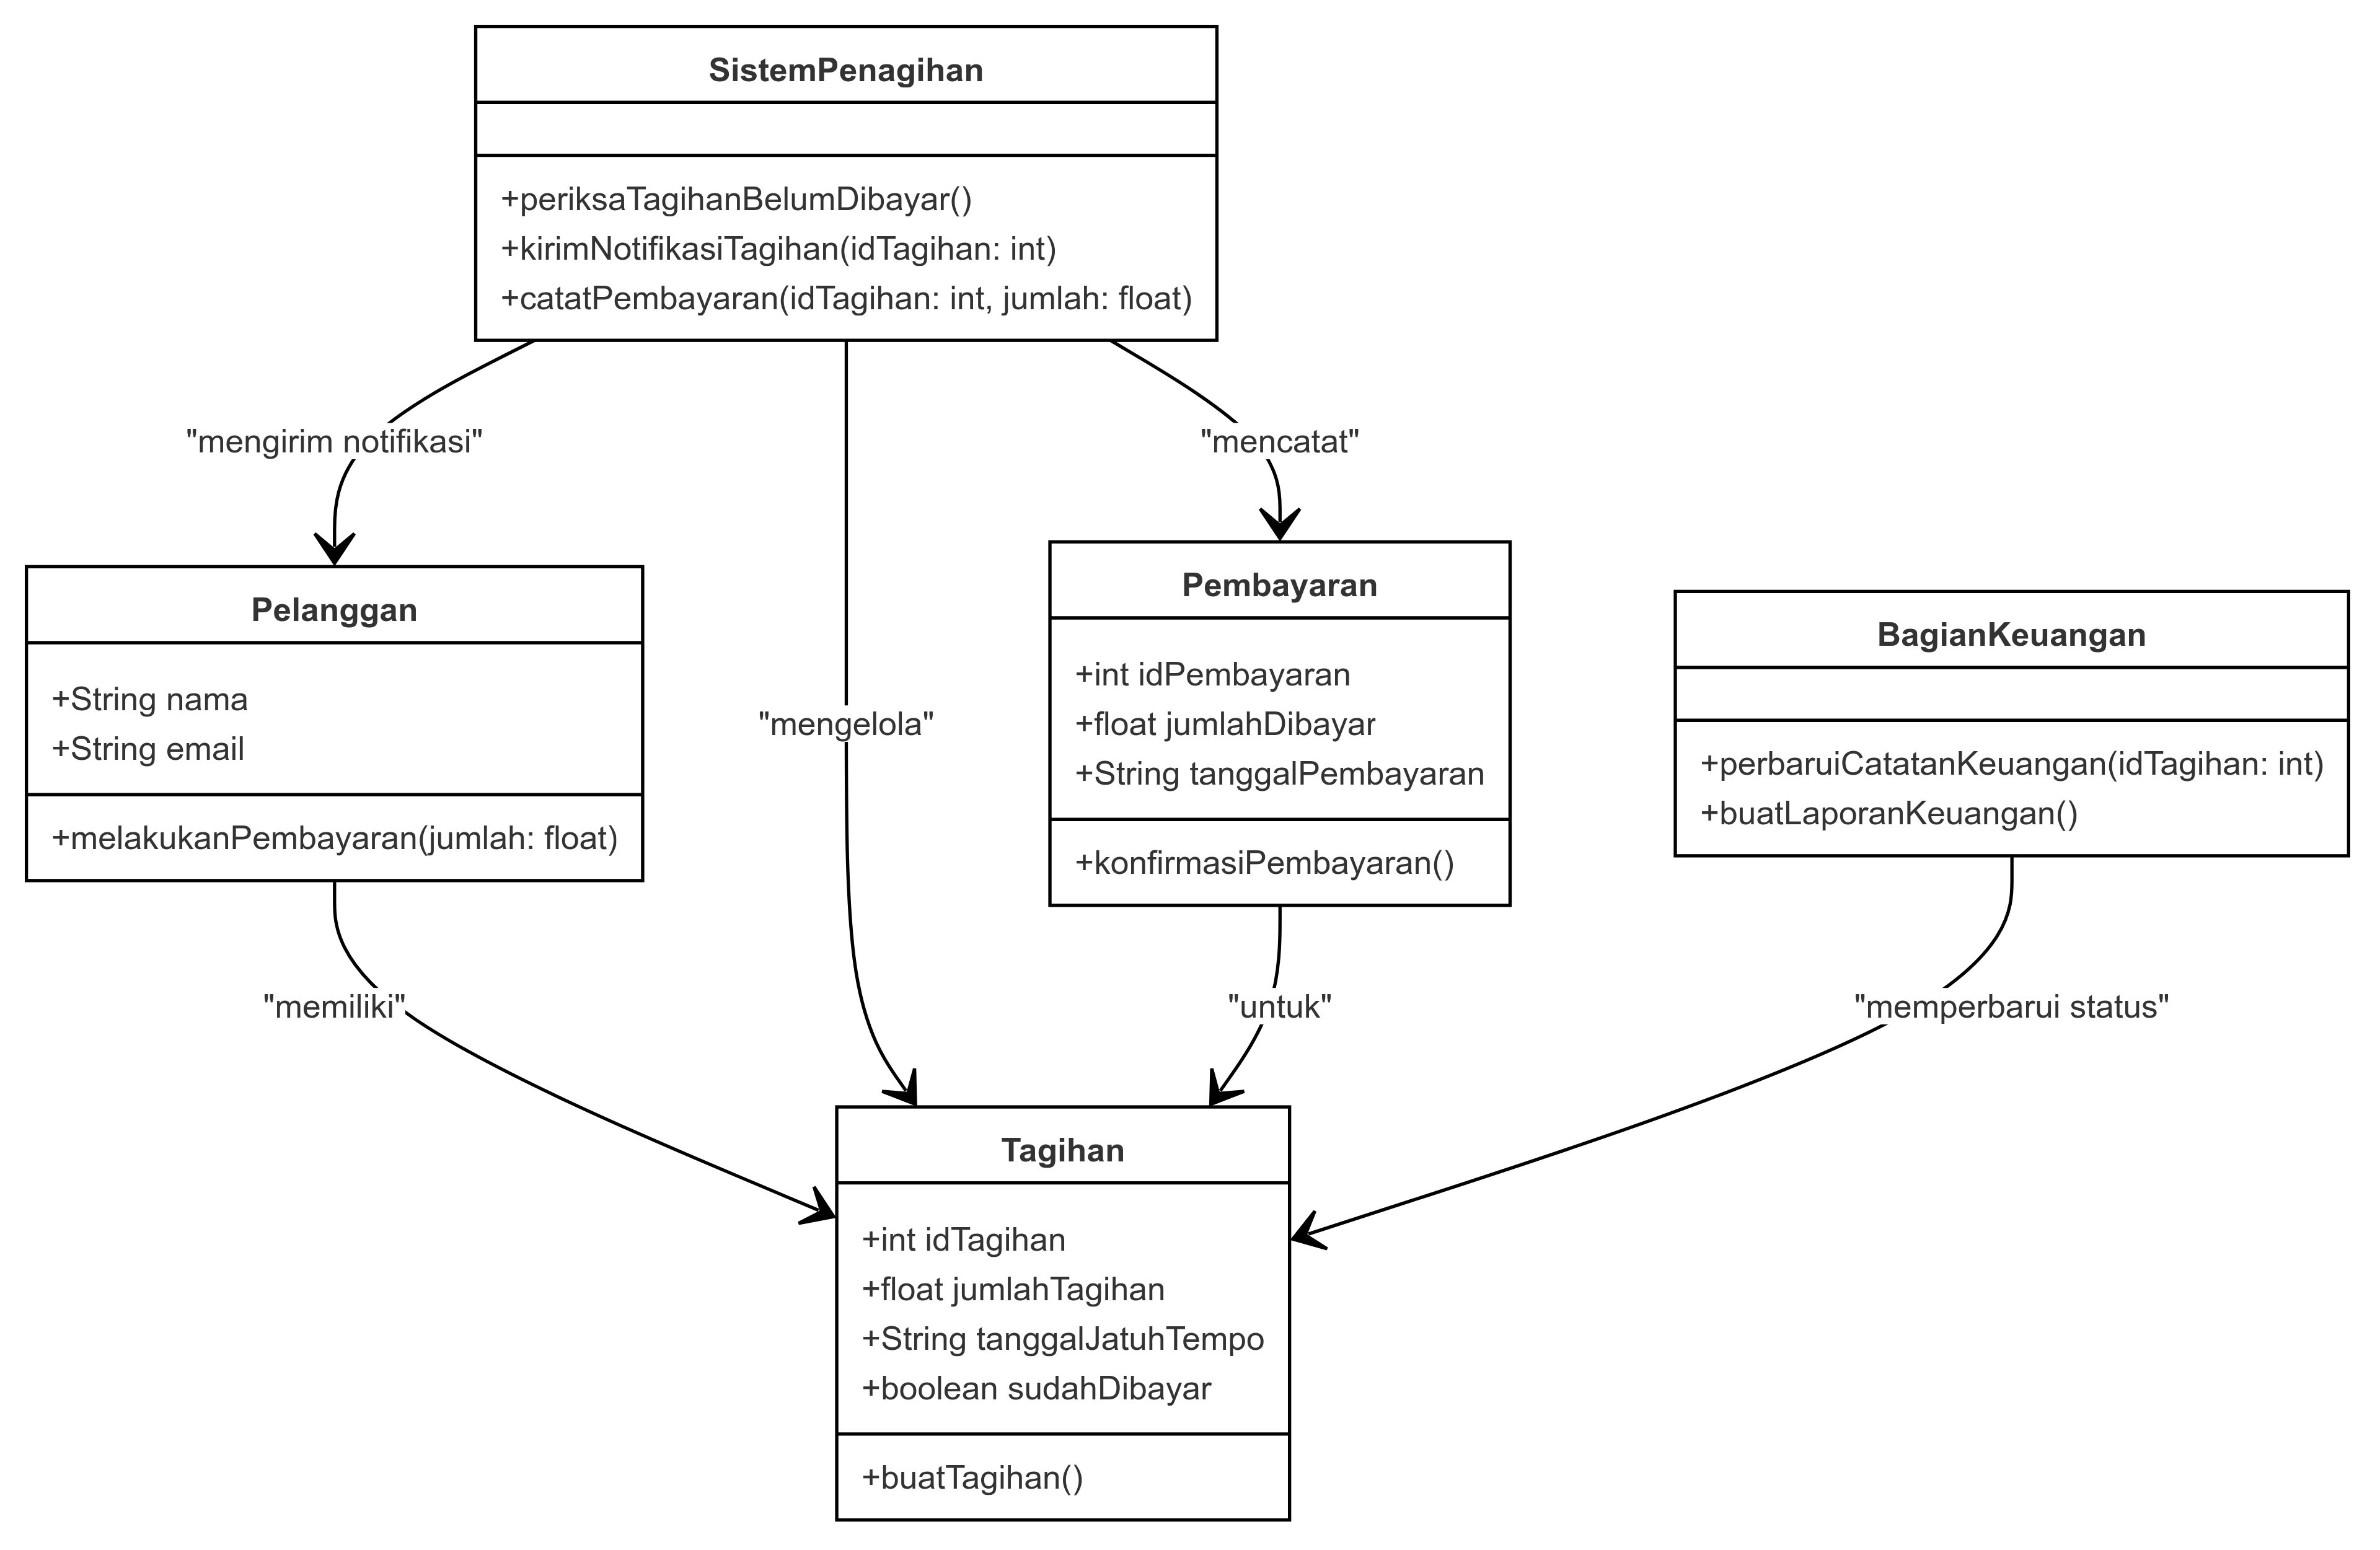 SistemPenagihan
+periksaTagihanBelumDibayar()
+kirimNotifikasiTagihan(idTagihan: int)
+catatPembayaran(idTagihan: int, jumlah: float)
"mengirim notifikasi"
"mencatat"
Pelanggan
+String nama
+String email
+melakukanPembayaran(jumlah: float)
"mengelola"
Pembayaran
+int idPembayaran
+float jumlahDibayar
+String tanggalPembayaran
+konfirmasiPembayaran()
BagianKeuangan
+perbaruiCatatanKeuangan(idTagihan: int)
+buatLaporanKeuangan()
"memiliki"
"untuk"
"memperbarui status"
Tagihan
+int idTagihan
+float jumlahTagihan
+String tanggalJatuhTempo
+boolean sudahDibayar
+buatTagihan()